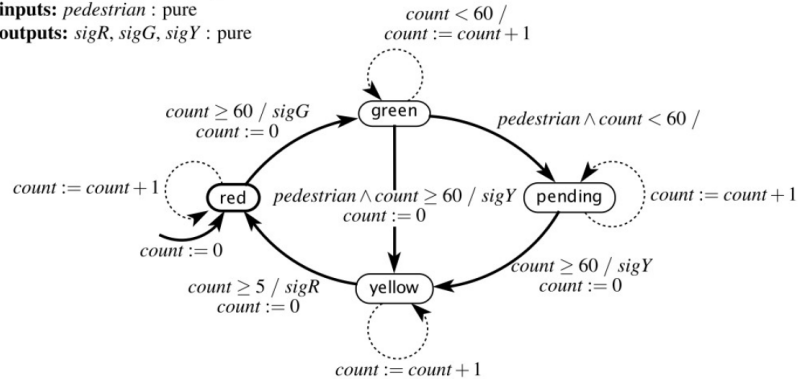 inputs: pedestrian : pure
outputs: sigR, sigG, sigY : pure
count < 60 /
count := count + 1
green
count ≥ 60 / sigG
count := 0
pedestrian ∧ count < 60 /
count := count + 1
red
pedestrian ∧ count ≥ 60 / sigY
count := 0
pending
count := count + 1
count := 0
count ≥ 5 / sigR
count := 0
yellow
count ≥ 60 / sigY
count := 0
count := count + 1